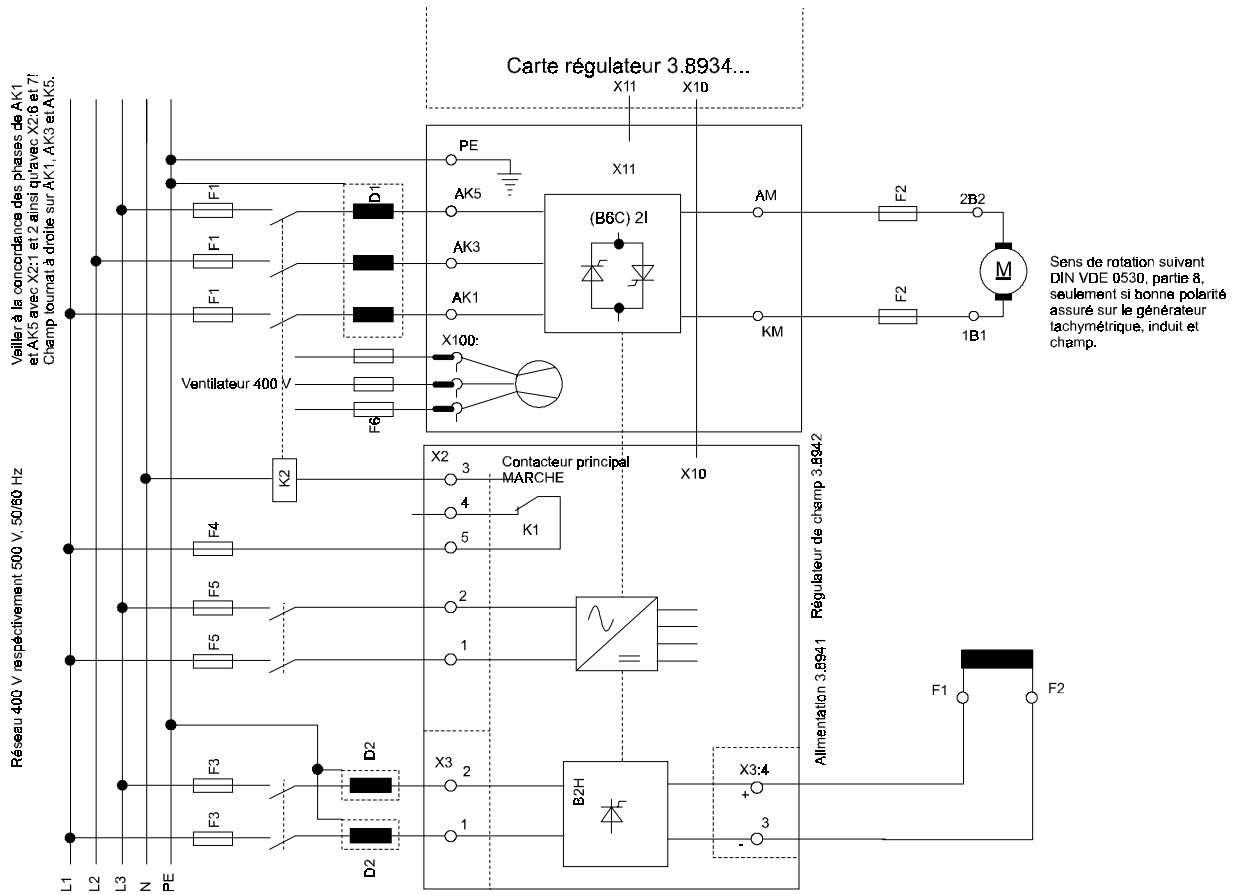 Carte régulateur 3.8934...
X11
X10
Veiller à la concordance des phases de AK1
et AK5 avec X2:1 et 2 ainsi qu'avec X2:6 et 7!
Champ tournat à droite sur AK1, AK3 et AK5.
PE
X11
F1
D1
AK5
(B6C) 2I
AM
F2
2B2
F1
AK3
M
Sens de rotation suivant
DIN VDE 0530, partie 8,
seulement si bonne polarité
assuré sur le générateur
tachymétrique, induit et
champ.
F1
AK1
KM
F2
1B1
X100:
Ventilateur 400 V
F6
Réseau 400 V respéctivement 500 V, 50/60 Hz
K2
X2
3
Contacteur principal
MARCHE
X10
Régulateur de champ 3.8942
4
K1
F4
5
F5
2
F5
1
Alimentation 3.8941
F1
F2
F3
D2
X3
2
B2H
X3:4
+
F3
D2
1
3
-
L1
L2
L3
N
PE